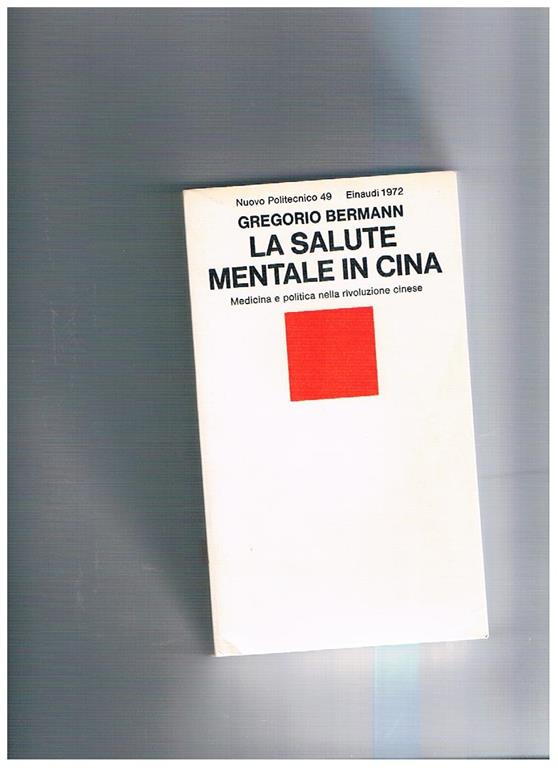 Nuovo Politecnico 49 Einaudi 1972
GREGORIO BERMANN
LA SALUTE
MENTALE IN CINA
Medicina e politica nella rivoluzione cinese